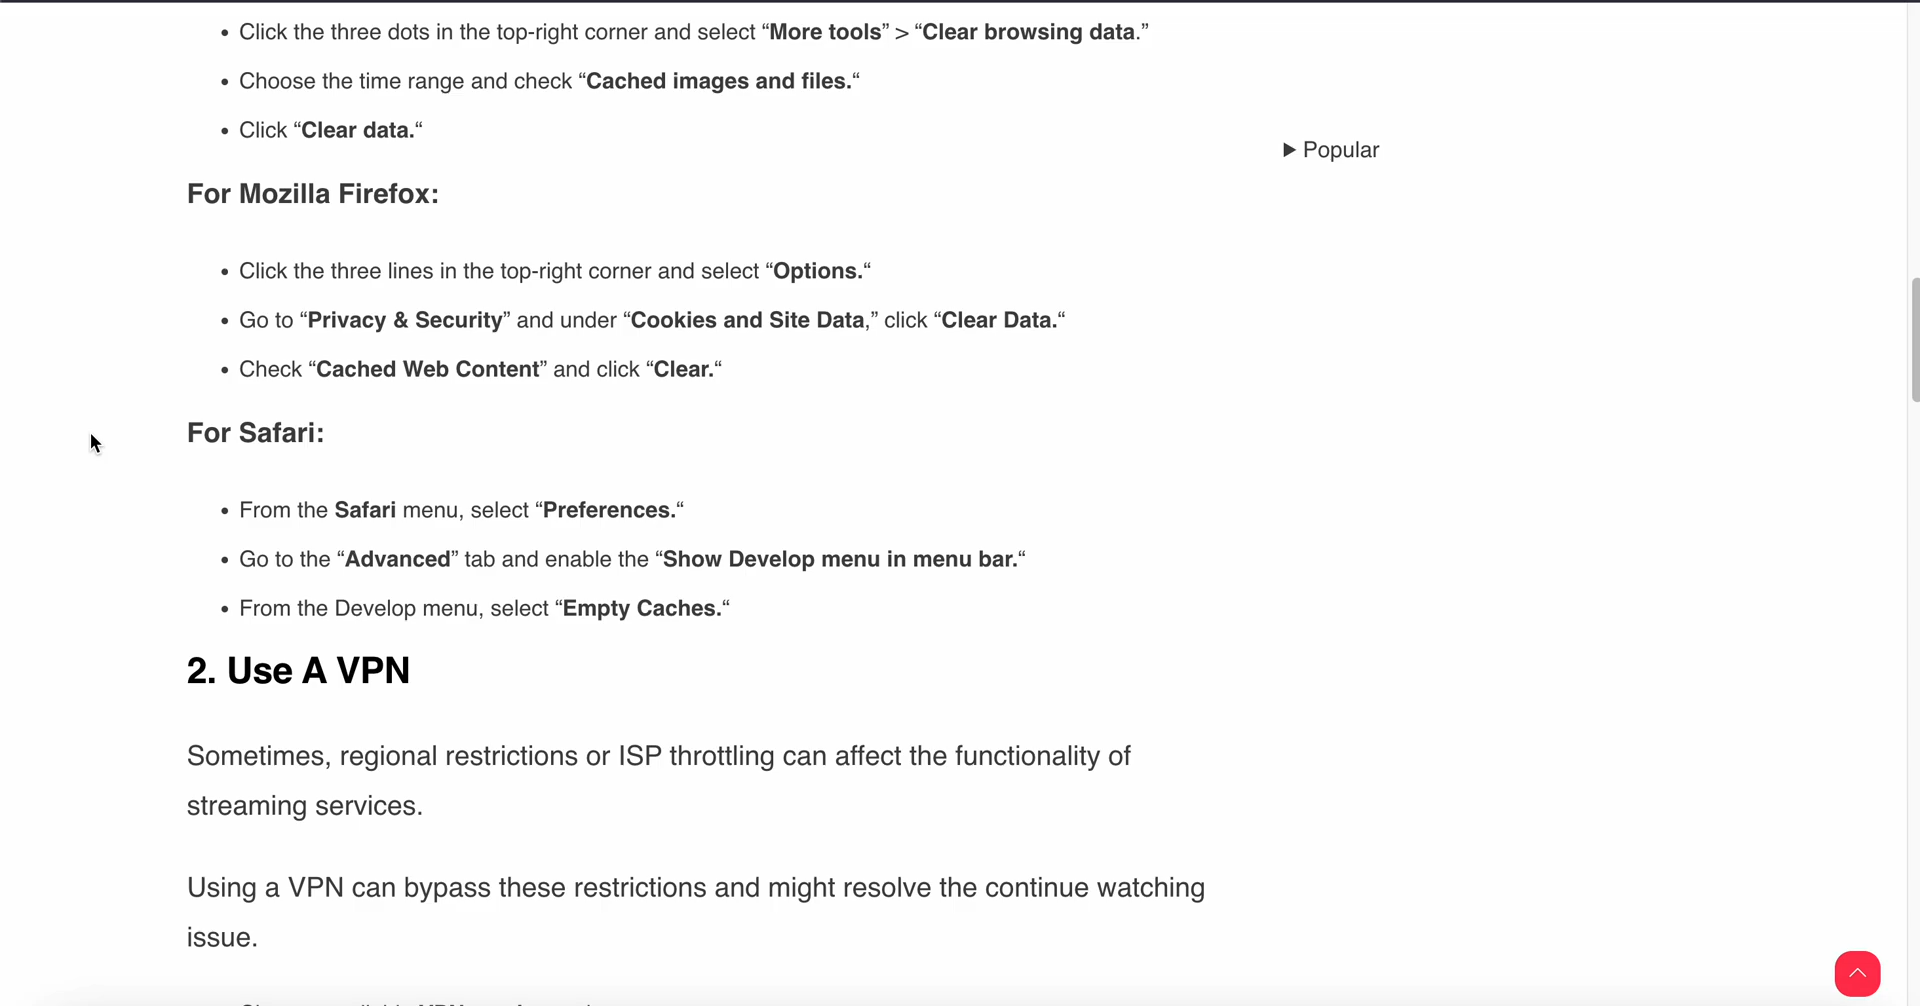 Click the three dots in the top-right corner and select “More tools” > “Clear browsing data.”
Choose the time range and check “Cached images and files.“
Click “Clear data.“
Popular
For Mozilla Firefox:
Click the three lines in the top-right corner and select “Options.“
Go to “Privacy & Security” and under “Cookies and Site Data,” click “Clear Data.“
Check “Cached Web Content” and click “Clear.“
For Safari:
From the Safari menu, select “Preferences.“
Go to the “Advanced” tab and enable the “Show Develop menu in menu bar.“
From the Develop menu, select “Empty Caches.“
2. Use A VPN
Sometimes, regional restrictions or ISP throttling can affect the functionality of
streaming services.
Using a VPN can bypass these restrictions and might resolve the continue watching
issue.